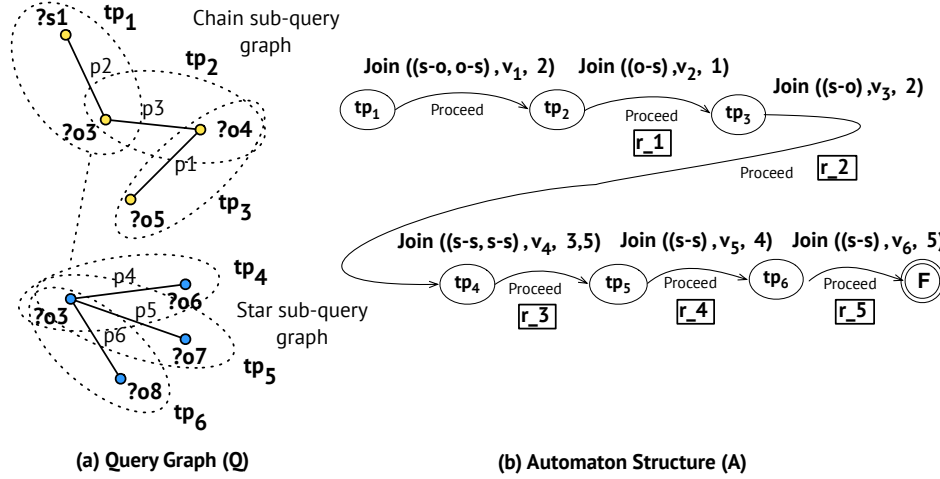 ?s1
tp1
Chain sub-query
graph
p2
tp2
p3
?o3
?o4
p1
?o5
tp3
p4
tp4
?o6
?o3
p5
Star sub-query
graph
p6
?o7
tp5
?o8
tp6
(a) Query Graph (Q)
Join ((s-o, o-s) , v1, 2)
Join ((o-s) , v2, 1)
Join ((s-o) , v3, 2)
tp1
Proceed
tp2
Proceed
r_1
tp3
Proceed
r_2
Join ((s-s, s-s) , v4, 3,5)
Join ((s-s) , v5, 4)
Join ((s-s) , v6, 5)
tp4
Proceed
r_3
tp5
Proceed
r_4
tp6
Proceed
r_5
F
(b) Automaton Structure (A)